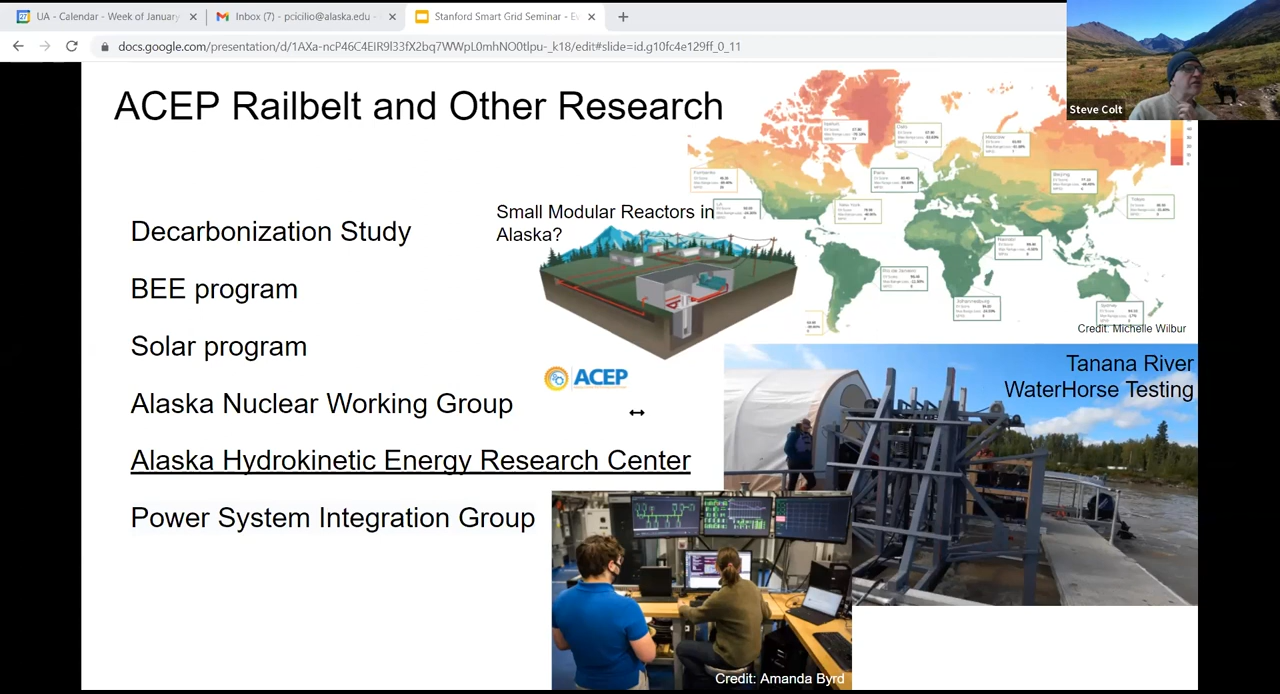 UA - Calendar - Week of January
Inbox (7) - pcicilio@alaska.edu -
Stanford Smart Grid Seminar - Ev
docs.google.com/presentation/d/1AXa-ncP46C4EIR9I33fX2bq7WWpL0mhNO0tlpu-_k18/edit#slide=id.g10fc4e129ff_0_11
Steve Colt
ACEP Railbelt and Other Research
Decarbonization Study
BEE program
Solar program
Alaska Nuclear Working Group
Alaska Hydrokinetic Energy Research Center
Power System Integration Group
Small Modular Reactors in
Alaska?
ACEP
Credit: Michelle Wilbur
Tanana River
WaterHorse Testing
Credit: Amanda Byrd